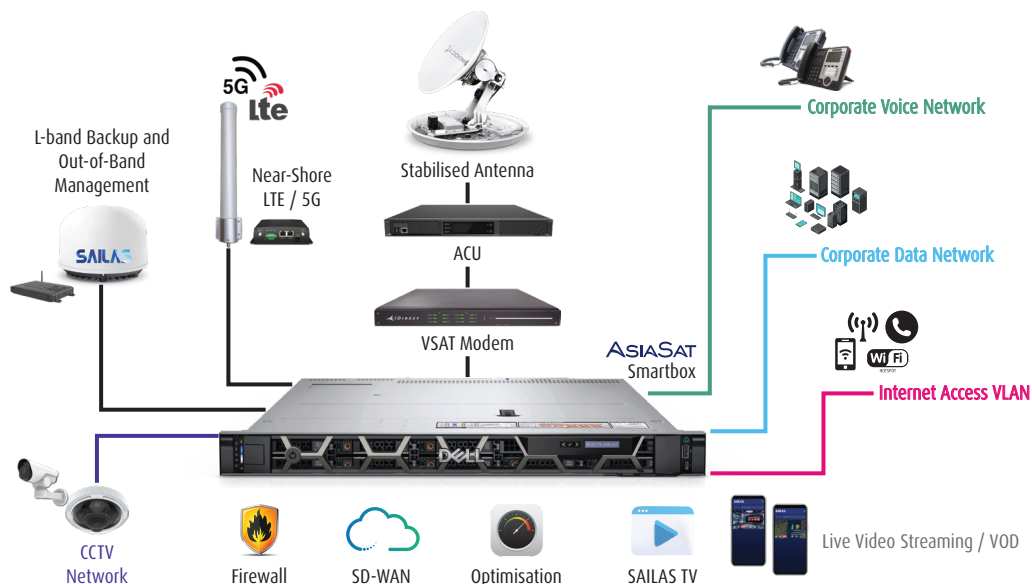 5G
Lte
L-band Backup and
Out-of-Band
Management
SAILAS
Near-Shore
LTE / 5G
Stabilised Antenna
ACU
iDIRECT
VSAT Modem
ASIASAT
Smartbox
Corporate Voice Network
Corporate Data Network
Wi Fi
HOTSPOT
Internet Access VLAN
DELL
CCTV
Network
Firewall
SD-WAN
Optimisation
SAILAS TV
Live Video Streaming / VOD